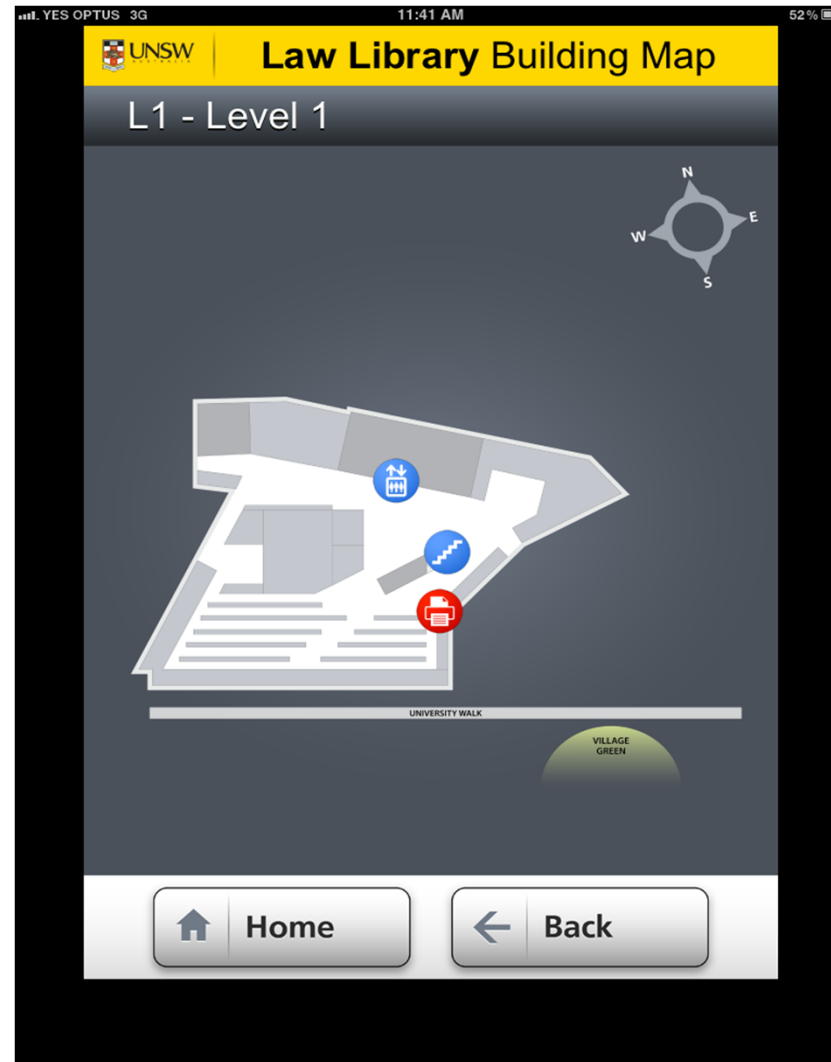 YES OPTUS 3G 11:41 AM 52%
UNSW Law Library Building Map
AUSTRALIA
L1 - Level 1
N
E
W
S
UNIVERSITY WALK
VILLAGE
GREEN
Home Back